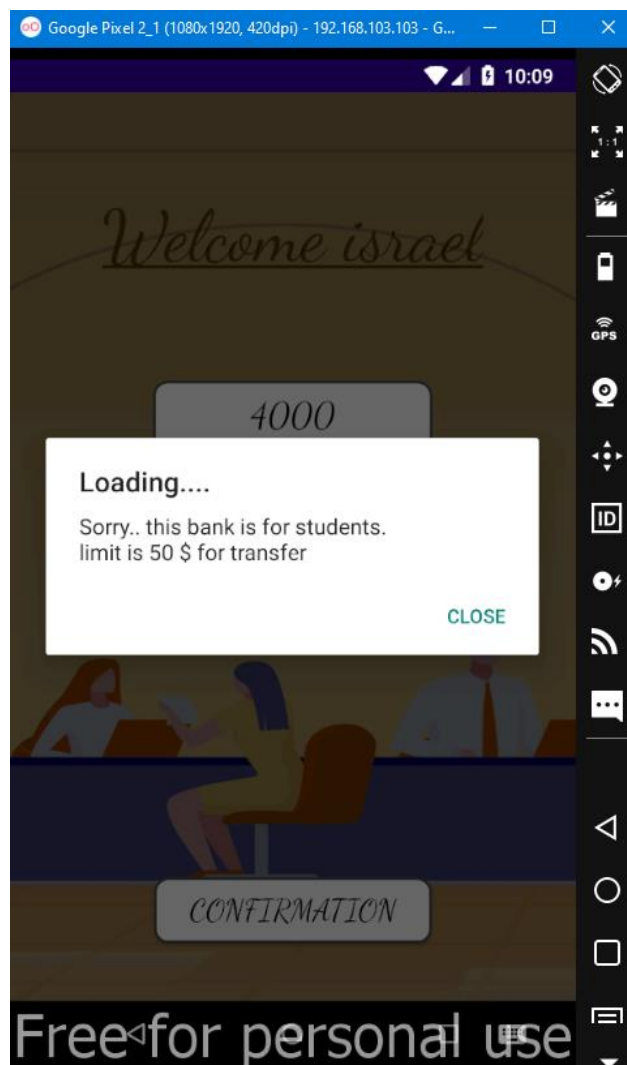 Google Pixel 2_1 (1080x1920, 420dpi) - 192.168.103.103 - G...
10:09
1:1
Welcome israel
GPS
4000
Loading....
Sorry.. this bank is for students.
limit is 50 $ for transfer
ID
CLOSE
CONFIRMATION
Free for personal use